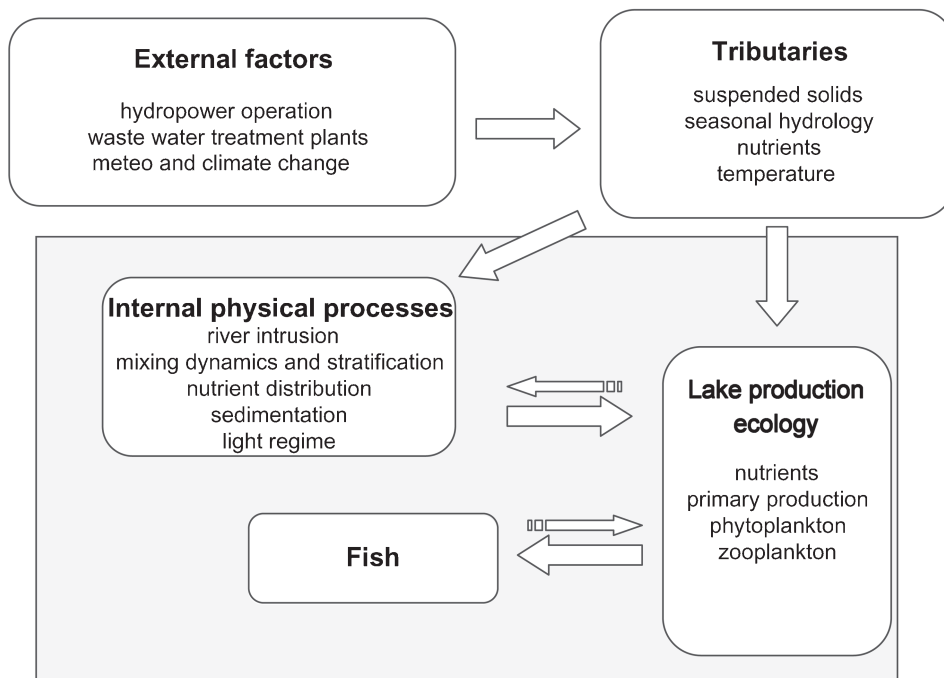 External factors
hydropower operation
waste water treatment plants
meteo and climate change
Tributaries
suspended solids
seasonal hydrology
nutrients
temperature
Internal physical processes
river intrusion
mixing dynamics and stratification
nutrient distribution
sedimentation
light regime
Lake production
ecology
nutrients
primary production
phytoplankton
zooplankton
Fish